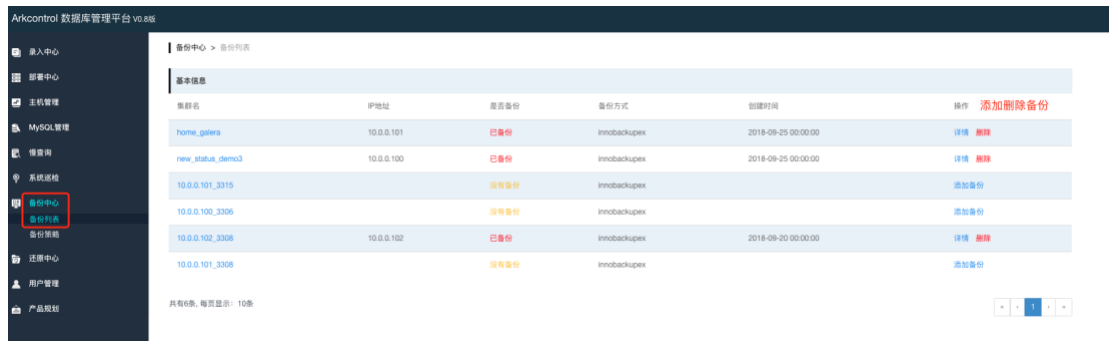 Arkcontrol 数据库管理平台 V0.8版
录入中心
部署中心
主机管理
MySQL管理
慢查询
系统巡检
备份中心
备份列表
备份策略
还原中心
用户管理
产品规划
备份中心 > 备份列表
基本信息
集群名 IP地址 是否备份 备份方式 创建时间 操作 添加删除备份
home_galera 10.0.0.101 已备份 innobackupex 2018-09-25 00:00:00 详情 删除
new_status_demo3 10.0.0.100 已备份 innobackupex 2018-09-25 00:00:00 详情 删除
10.0.0.101_3315 没有备份 innobackupex 添加备份
10.0.0.100_3306 没有备份 innobackupex 添加备份
10.0.0.102_3308 10.0.0.102 已备份 innobackupex 2018-09-20 00:00:00 详情 删除
10.0.0.101_3308 没有备份 innobackupex 添加备份
共有6条, 每页显示：10条
« ‹ 1 › »